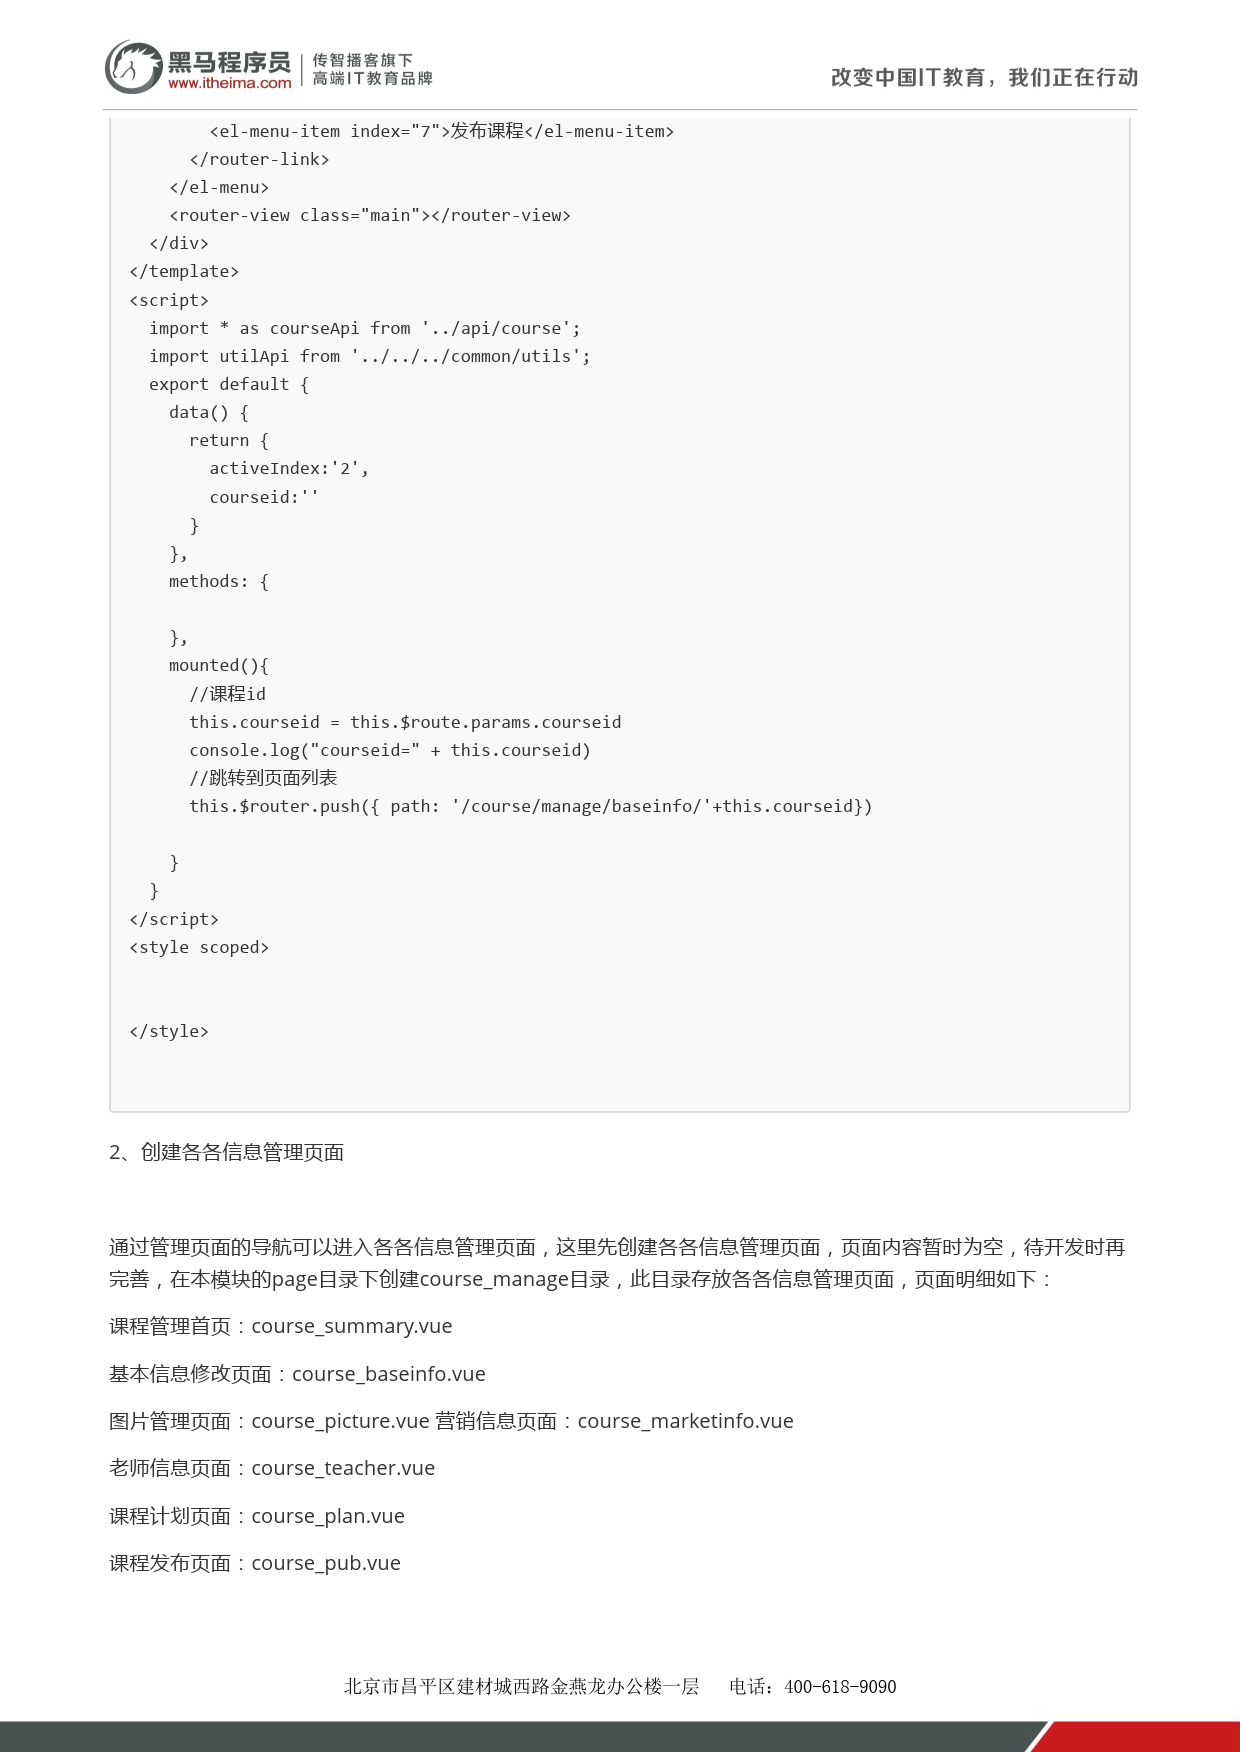 黑马程序员
www.itheima.com
传智播客旗下
高端IT教育品牌
改变中国IT教育，我们正在行动
        <el-menu-item index="7">发布课程</el-menu-item>
      </router-link>
    </el-menu>
    <router-view class="main"></router-view>
  </div>
</template>
<script>
  import * as courseApi from '../api/course';
  import utilApi from '../../../common/utils';
  export default {
    data() {
      return {
        activeIndex:'2',
        courseid:''
      }
    },
    methods: {
    },
    mounted(){
      //课程id
      this.courseid = this.$route.params.courseid
      console.log("courseid=" + this.courseid)
      //跳转到页面列表
      this.$router.push({ path: '/course/manage/baseinfo/'+this.courseid})
    }
  }
</script>
<style scoped>
</style>
2、创建各各信息管理页面
通过管理页面的导航可以进入各各信息管理页面，这里先创建各各信息管理页面，页面内容暂时为空，待开发时再
完善，在本模块的page目录下创建course_manage目录，此目录存放各各信息管理页面，页面明细如下：
课程管理首页：course_summary.vue
基本信息修改页面：course_baseinfo.vue
图片管理页面：course_picture.vue 营销信息页面：course_marketinfo.vue
老师信息页面：course_teacher.vue
课程计划页面：course_plan.vue
课程发布页面：course_pub.vue
北京市昌平区建材城西路金燕龙办公楼一层 电话：400-618-9090